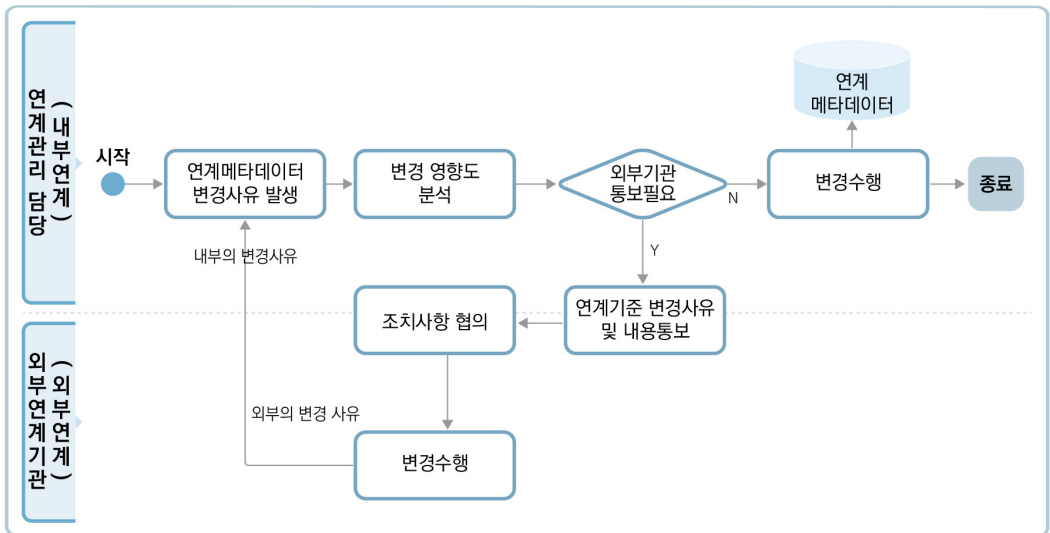 연계관리 담당
(내부연계)
시작
연계메타데이터
변경사유 발생
변경 영향도
분석
외부기관
통보필요
N
변경수행
연계
메타데이터
종료
Y
내부의 변경사유
조치사항 협의
연계기준 변경사유
및 내용통보
외부연계기관
(외부연계)
외부의 변경 사유
변경수행